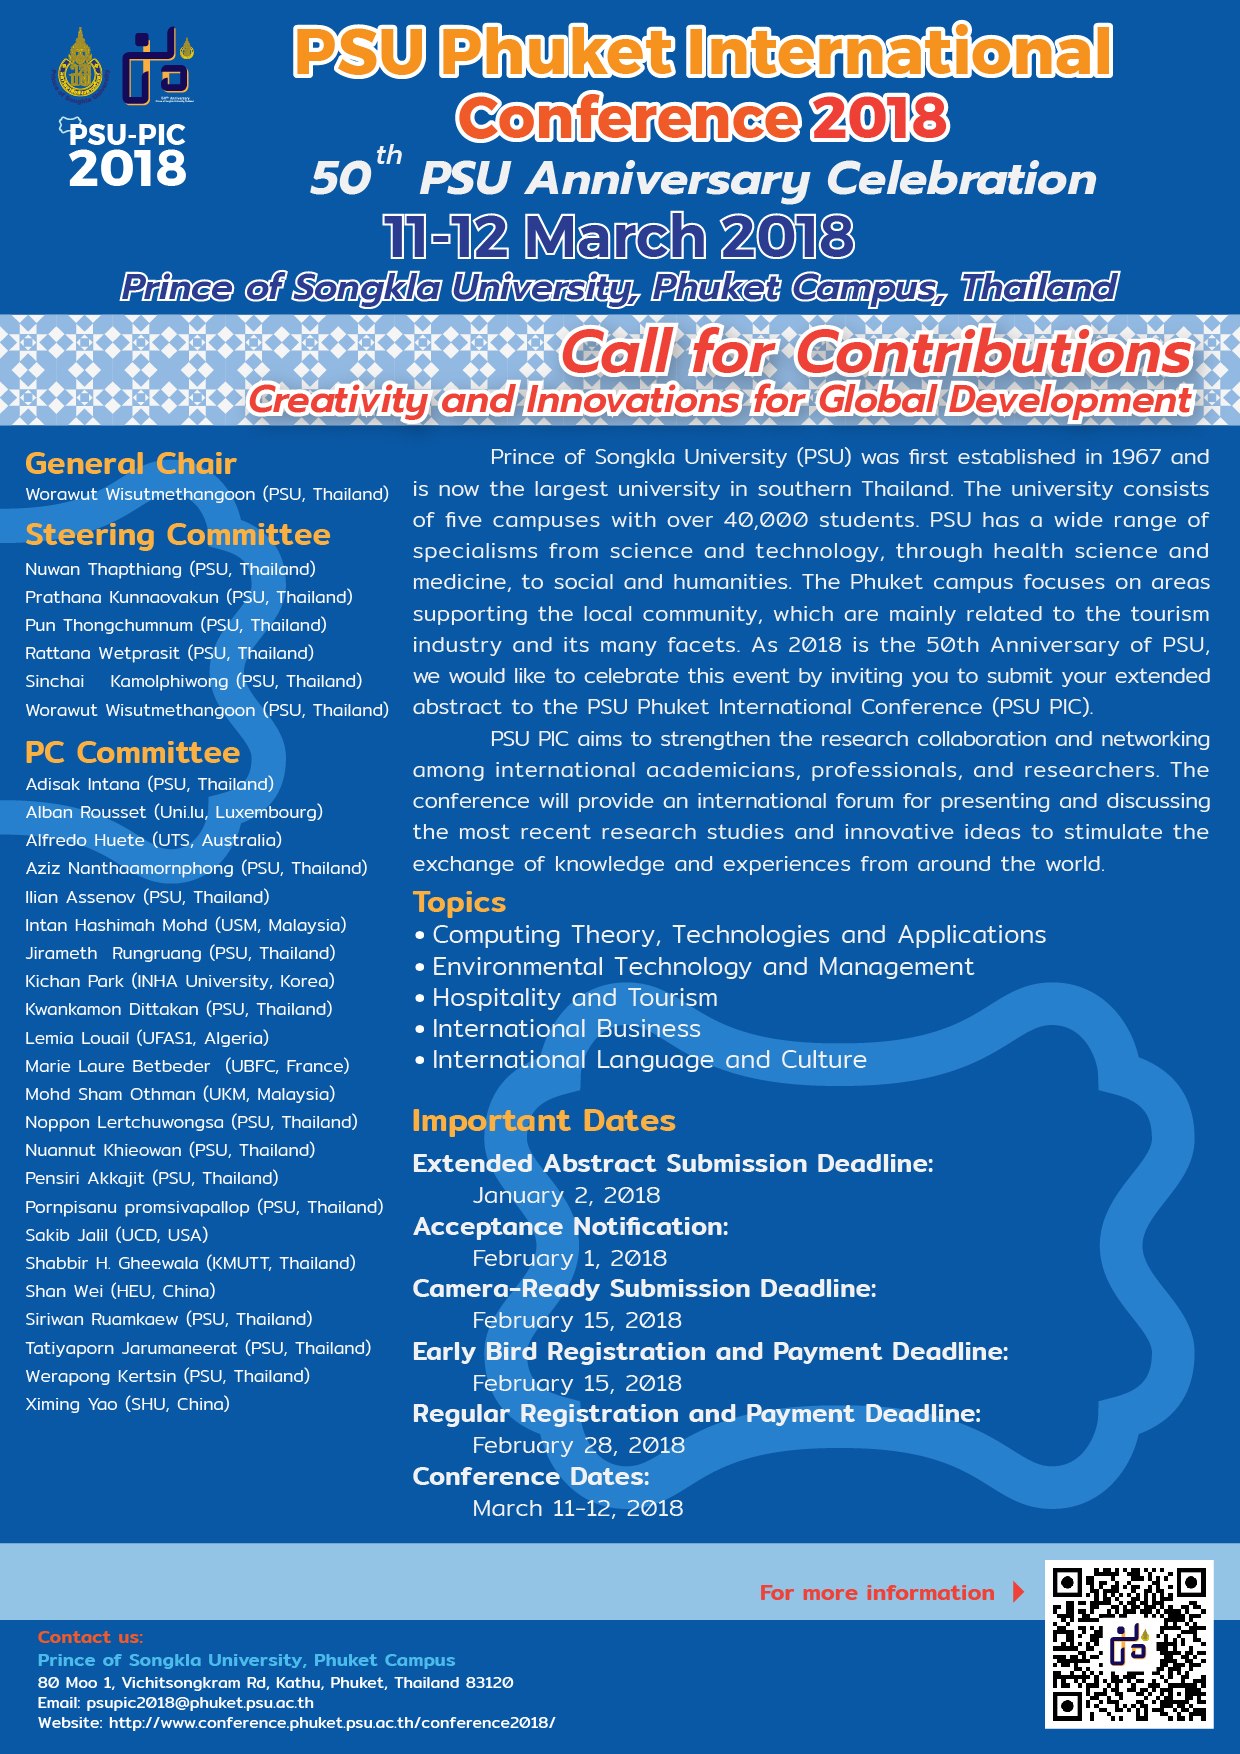 PSU-PIC
2018
PSU Phuket International
Conference 2018
50th PSU Anniversary Celebration
11-12 March 2018
Prince of Songkla University, Phuket Campus, Thailand
Call for Contributions
Creativity and Innovations for Global Development
General Chair
Worawut Wisutmethangoon (PSU, Thailand)
Steering Committee
Nuwan Thapthiang (PSU, Thailand)
Prathana Kunnaovakun (PSU, Thailand)
Pun Thongchumnum (PSU, Thailand)
Rattana Wetprasit (PSU, Thailand)
Sinchai Kamolphiwong (PSU, Thailand)
Worawut Wisutmethangoon (PSU, Thailand)
PC Committee
Adisak Intana (PSU, Thailand)
Alban Rousset (Uni.lu, Luxembourg)
Alfredo Huete (UTS, Australia)
Aziz Nanthaamornphong (PSU, Thailand)
Ilian Assenov (PSU, Thailand)
Intan Hashimah Mohd (USM, Malaysia)
Jirameth Rungruang (PSU, Thailand)
Kichan Park (INHA University, Korea)
Kwankamon Dittakan (PSU, Thailand)
Lemia Louail (UFAS1, Algeria)
Marie Laure Betbeder (UBFC, France)
Mohd Sham Othman (UKM, Malaysia)
Noppon Lertchuwongsa (PSU, Thailand)
Nuannut Khieowan (PSU, Thailand)
Pensiri Akkajit (PSU, Thailand)
Pornpisanu promsivapallop (PSU, Thailand)
Sakib Jalil (UCD, USA)
Shabbir H. Gheewala (KMUTT, Thailand)
Shan Wei (HEU, China)
Siriwan Ruamkaew (PSU, Thailand)
Tatiyaporn Jarumaneerat (PSU, Thailand)
Werapong Kertsin (PSU, Thailand)
Ximing Yao (SHU, China)
Prince of Songkla University (PSU) was first established in 1967 and
is now the largest university in southern Thailand. The university consists
of five campuses with over 40,000 students. PSU has a wide range of
specialisms from science and technology, through health science and
medicine, to social and humanities. The Phuket campus focuses on areas
supporting the local community, which are mainly related to the tourism
industry and its many facets. As 2018 is the 50th Anniversary of PSU,
we would like to celebrate this event by inviting you to submit your extended
abstract to the PSU Phuket International Conference (PSU PIC).
PSU PIC aims to strengthen the research collaboration and networking
among international academicians, professionals, and researchers. The
conference will provide an international forum for presenting and discussing
the most recent research studies and innovative ideas to stimulate the
exchange of knowledge and experiences from around the world.
Topics
• Computing Theory, Technologies and Applications
• Environmental Technology and Management
• Hospitality and Tourism
• International Business
• International Language and Culture
Important Dates
Extended Abstract Submission Deadline:
January 2, 2018
Acceptance Notification:
February 1, 2018
Camera-Ready Submission Deadline:
February 15, 2018
Early Bird Registration and Payment Deadline:
February 15, 2018
Regular Registration and Payment Deadline:
February 28, 2018
Conference Dates:
March 11-12, 2018
For more information
Contact us:
Prince of Songkla University, Phuket Campus
80 Moo 1, Vichitsongkram Rd, Kathu, Phuket, Thailand 83120
Email: psupic2018@phuket.psu.ac.th
Website: http://www.conference.phuket.psu.ac.th/conference2018/